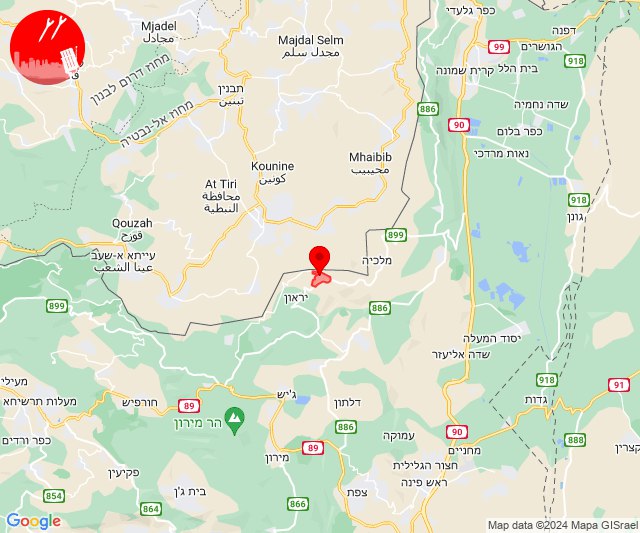 כפר גלעדי
Mjadel
مجادل
Majdal Selm
مجدل سلم
דפנה
99
הגושרים
918
בית הלל
קרית שמונה
מחוז דרום לבנון
תבנין
تبنين
מחוז אל-נבטיה
886
שדה נחמיה
90
כפר בלום
Kounine
כונין
Mhaibib
محيبيب
נאות מרדכי
At Tiri
محافظة
النبطية
918
גונן
Qouzah
قوزح
899
עייתא א-שעב
عيتا الشعب
מלכיה
899
יראון
886
יסוד המעלה
שדה אליעזר
918
91
מעיליא
ג'יש
חורפיש
89
דלתון
גדות
מעלות תרשיחא
הר מירון
886
עמוקה
90
888
כפר ורדים
89
מחניים
קצרין
מירון
חצור הגלילית
פקיעין
ראש פינה
854
בית ג'ן
צפת
864
866
Google
Map data ©2024 Mapa GISrael